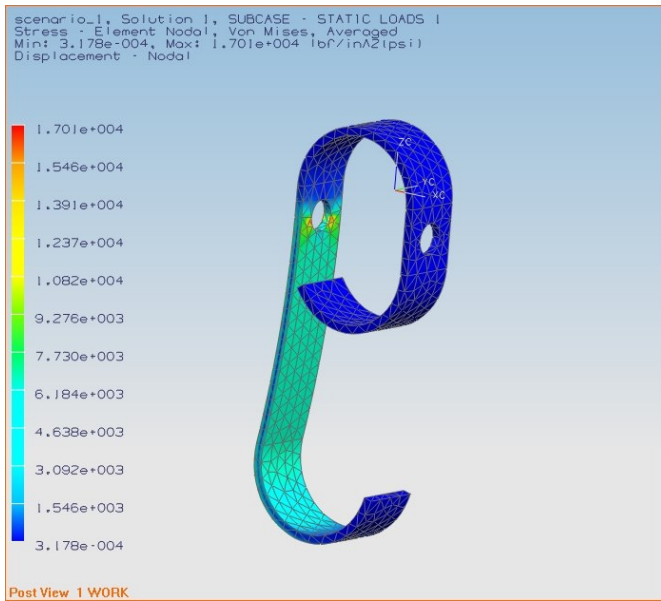 scenario_1, Solution 1, SUBCASE - STATIC LOADS 1
Stress - Element Nodal, Von Mises, Averaged
Min: 3.178e-004, Max: 1.701e+004 lbf/in^2(psi)
Displacement - Nodal
1.701e+004
1.546e+004
1.391e+004
1.237e+004
1.082e+004
9.276e+003
7.730e+003
6.184e+003
4.638e+003
3.092e+003
1.546e+003
3.178e-004
ZC
YC
XC
Post View 1 WORK